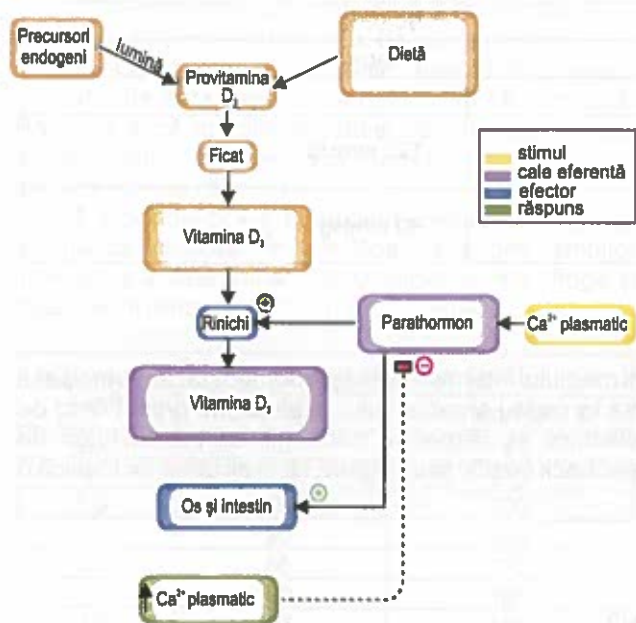 Precursori
endogeni
lumină
Dietă
Provitamina
D₃
Ficat
stimul
cale eferentă
efector
răspuns
Vitamina D₃
Rinichi
Parathormon
Ca²⁺ plasmatic
Vitamina D₃
Os și intestin
Ca²⁺ plasmatic